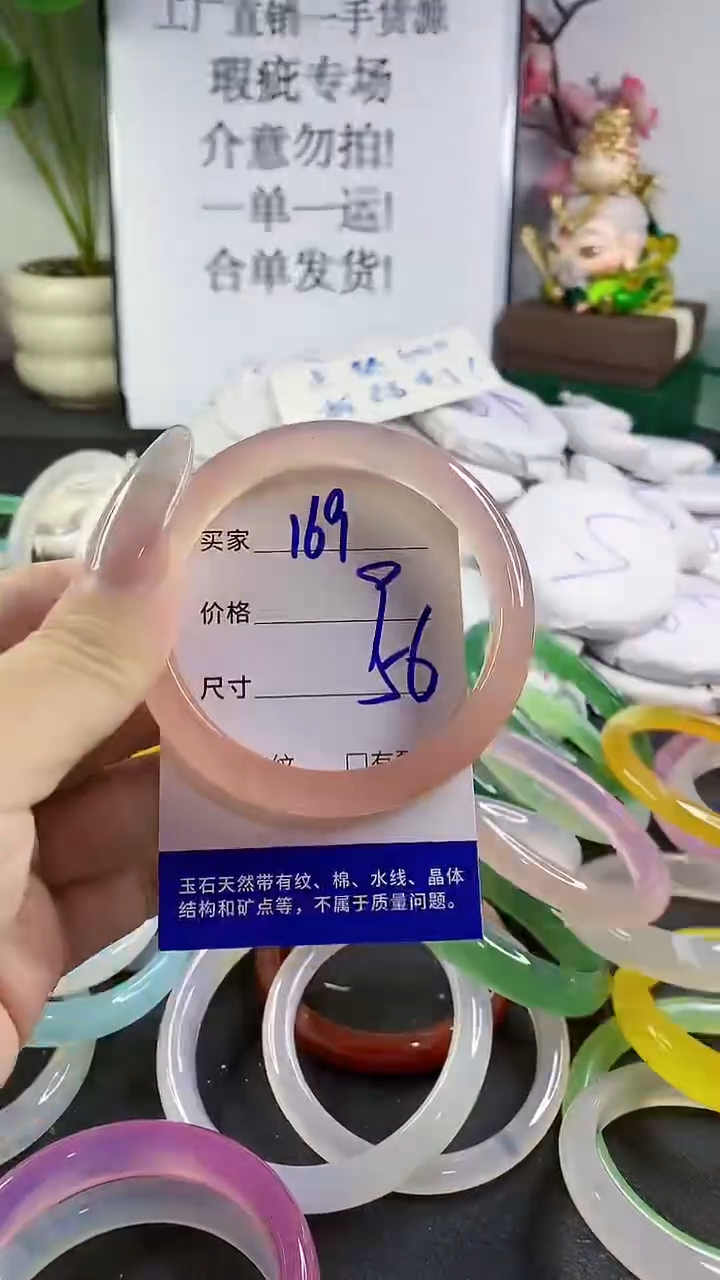 工厂直销一手货源
瑕疵专场
介意勿拍!
一单一运!
合单发货!
买家 169
价格
尺寸 56
纹 □有
玉石天然带有纹、棉、水线、晶体
结构和矿点等，不属于质量问题。